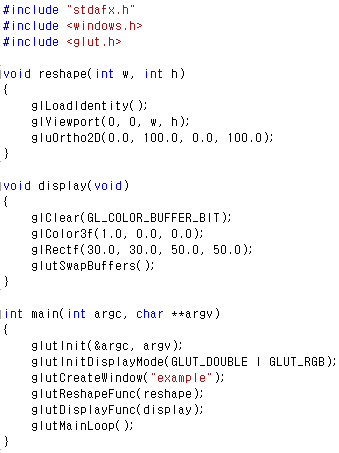 #include "stdafx.h"
#include <windows.h>
#include <glut.h>
void reshape(int w, int h)
{
glLoadIdentity();
glViewport(0, 0, w, h);
gluOrtho2D(0.0, 100.0, 0.0, 100.0);
}
void display(void)
{
glClear(GL_COLOR_BUFFER_BIT);
glColor3f(1.0, 0.0, 0.0);
glRectf(30.0, 30.0, 50.0, 50.0);
glutSwapBuffers();
}
int main(int argc, char **argv)
{
glutInit(&argc, argv);
glutInitDisplayMode(GLUT_DOUBLE | GLUT_RGB);
glutCreateWindow("example");
glutReshapeFunc(reshape);
glutDisplayFunc(display);
glutMainLoop();
}